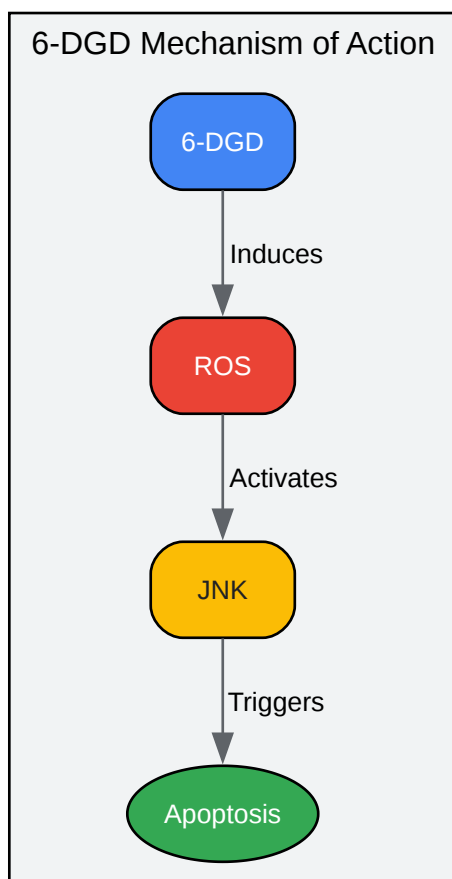 6-DGD Mechanism of Action
6-DGD
Induces
ROS
Activates
JNK
Triggers
Apoptosis